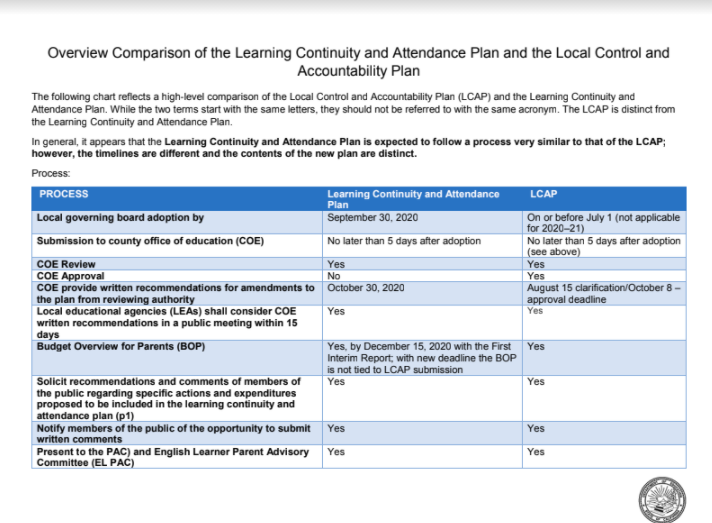 Overview Comparison of the Learning Continuity and Attendance Plan and the Local Control and
Accountability Plan
The following chart reflects a high-level comparison of the Local Control and Accountability Plan (LCAP) and the Learning Continuity and
Attendance Plan. While the two terms start with the same letters, they should not be referred to with the same acronym. The LCAP is distinct from
the Learning Continuity and Attendance Plan.
In general, it appears that the Learning Continuity and Attendance Plan is expected to follow a process very similar to that of the LCAP;
however, the timelines are different and the contents of the new plan are distinct.
Process:
PROCESS
Learning Continuity and Attendance
Plan
LCAP
Local governing board adoption by
September 30, 2020
On or before July 1 (not applicable
for 2020–21)
Submission to county office of education (COE)
No later than 5 days after adoption
No later than 5 days after adoption
(see above)
COE Review
Yes
Yes
COE Approval
No
Yes
COE provide written recommendations for amendments to
the plan from reviewing authority
October 30, 2020
August 15 clarification/October 8 –
approval deadline
Local educational agencies (LEAs) shall consider COE
written recommendations in a public meeting within 15
days
Yes
Yes
Budget Overview for Parents (BOP)
Yes, by December 15, 2020 with the First
Interim Report; with new deadline the BOP
is not tied to LCAP submission
Yes
Solicit recommendations and comments of members of
the public regarding specific actions and expenditures
proposed to be included in the learning continuity and
attendance plan (p1)
Yes
Yes
Notify members of the public of the opportunity to submit
written comments
Yes
Yes
Present to the PAC) and English Learner Parent Advisory
Committee (EL PAC)
Yes
Yes